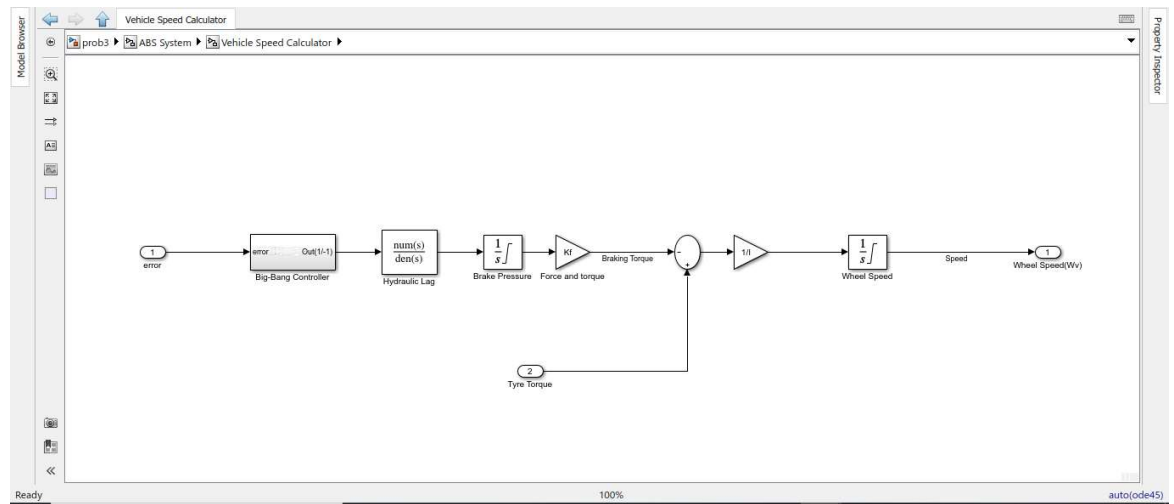 Model Browser
Vehicle Speed Calculator
prob3 ABS System Vehicle Speed Calculator
Property Inspector
1
error
error Out(1/-1)
Big-Bang Controller
num(s)
den(s)
Hydraulic Lag
1
s
Brake Pressure
Kf
Force and torque
Braking Torque
-
+
1/I
1
s
Wheel Speed
Speed
1
Wheel Speed(Wv)
2
Tyre Torque
Ready
100%
auto(ode45)